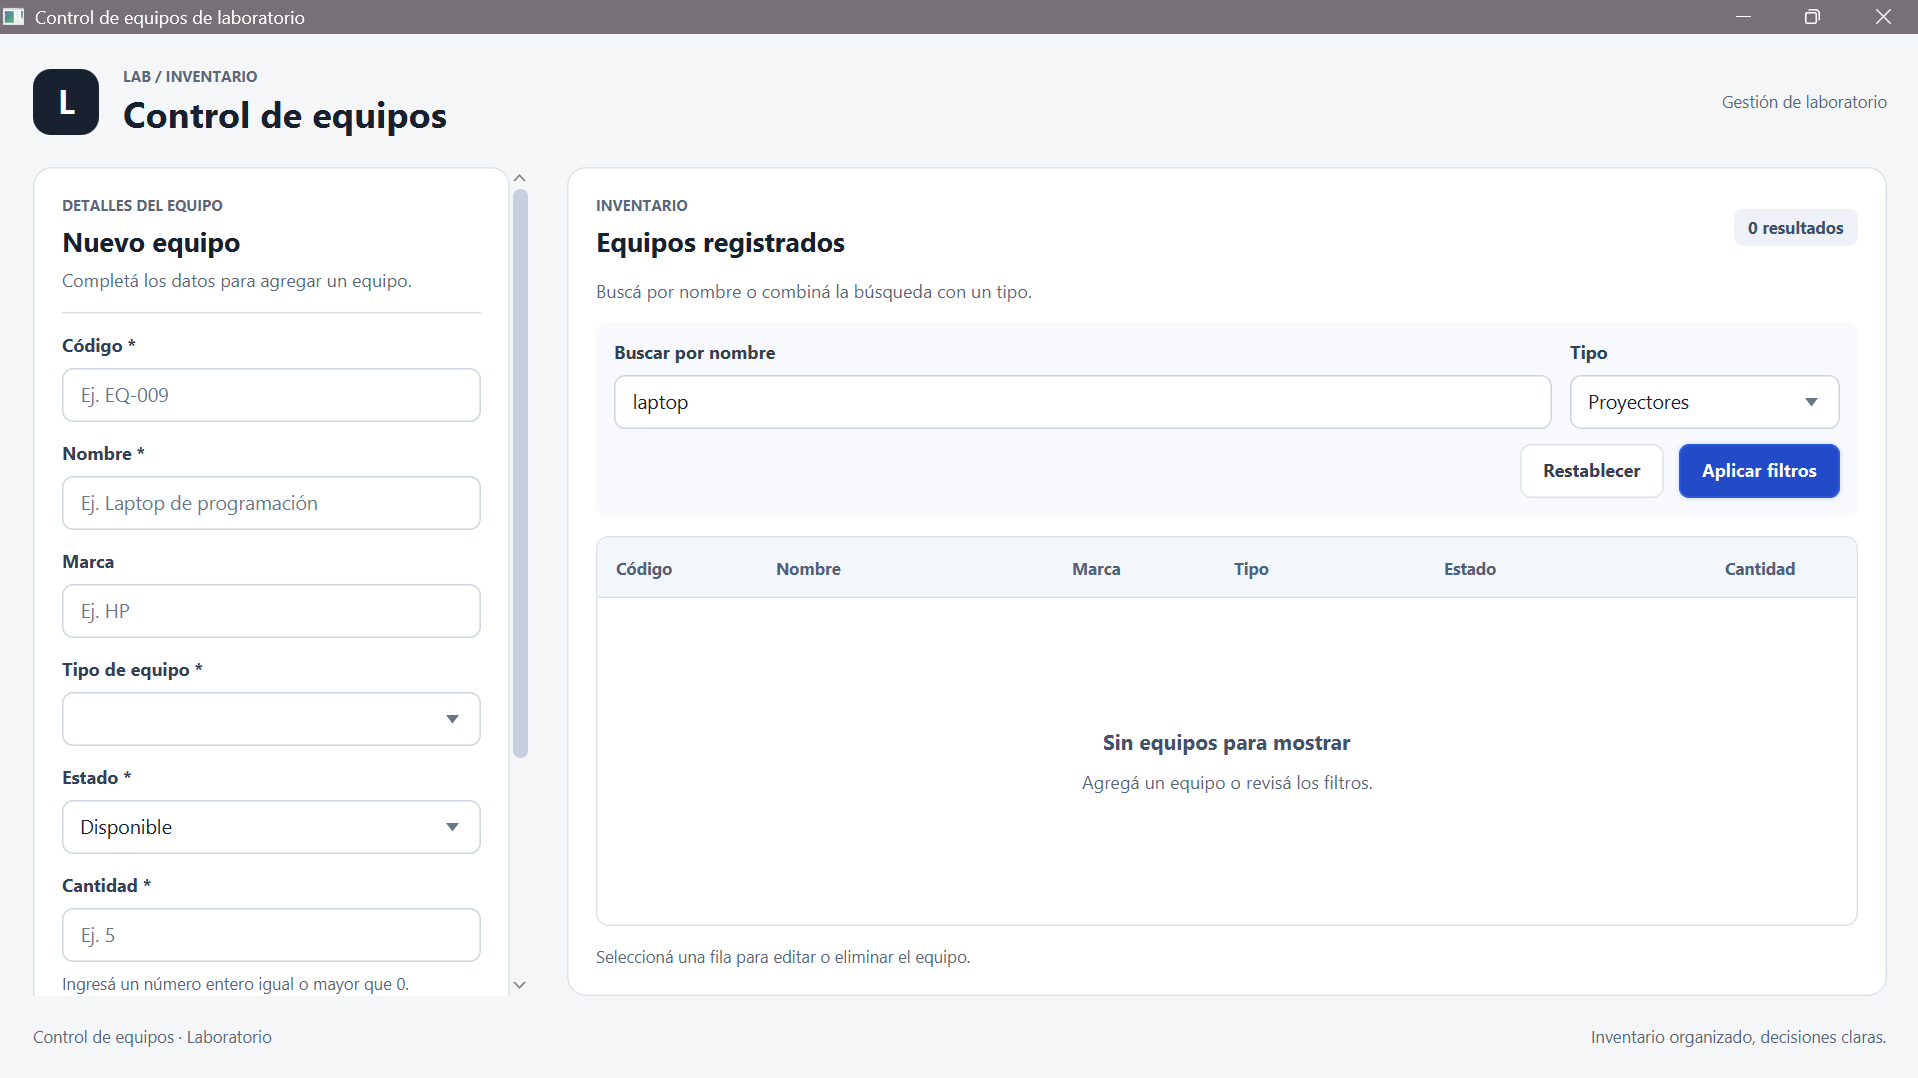 Control de equipos de laboratorio
L
LAB / INVENTARIO
Control de equipos
Gestión de laboratorio
DETALLES DEL EQUIPO
Nuevo equipo
Completá los datos para agregar un equipo.
Código *
Ej. EQ-009
Nombre *
Ej. Laptop de programación
Marca
Ej. HP
Tipo de equipo *
Estado *
Disponible
Cantidad *
Ej. 5
Ingresá un número entero igual o mayor que 0.
INVENTARIO
Equipos registrados
0 resultados
Buscá por nombre o combiná la búsqueda con un tipo.
Buscar por nombre
Tipo
laptop
Proyectores
Restablecer
Aplicar filtros
Código Nombre Marca Tipo Estado Cantidad
Sin equipos para mostrar
Agregá un equipo o revisá los filtros.
Seleccioná una fila para editar o eliminar el equipo.
Control de equipos · Laboratorio
Inventario organizado, decisiones claras.